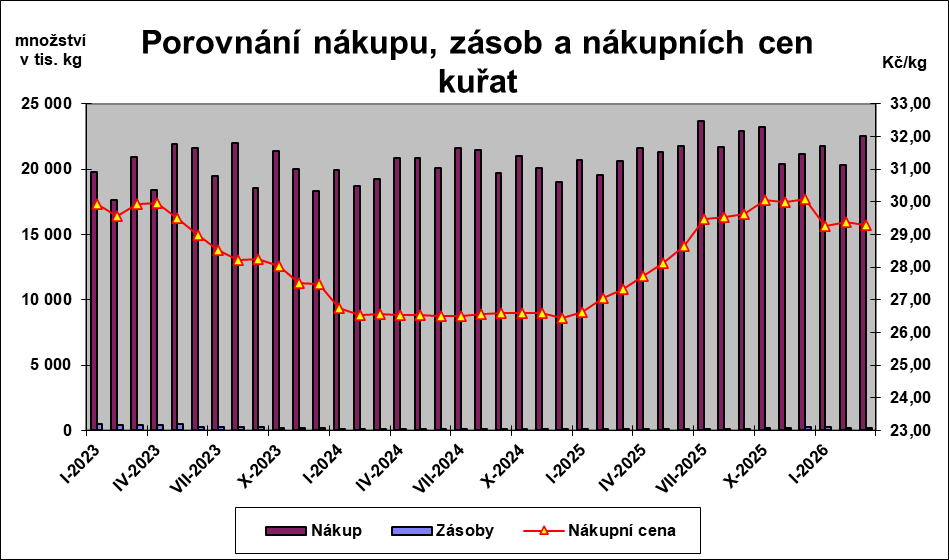 Porovnání nákupu, zásob a nákupních cen
kuřat
množství
v tis. kg
Kč/kg
25 000
20 000
15 000
10 000
5 000
0
33,00
32,00
31,00
30,00
29,00
28,00
27,00
26,00
25,00
24,00
23,00
I-2023
IV-2023
VII-2023
X-2023
I-2024
IV-2024
VII-2024
X-2024
I-2025
IV-2025
VII-2025
X-2025
I-2026
Nákup
Zásoby
Nákupní cena